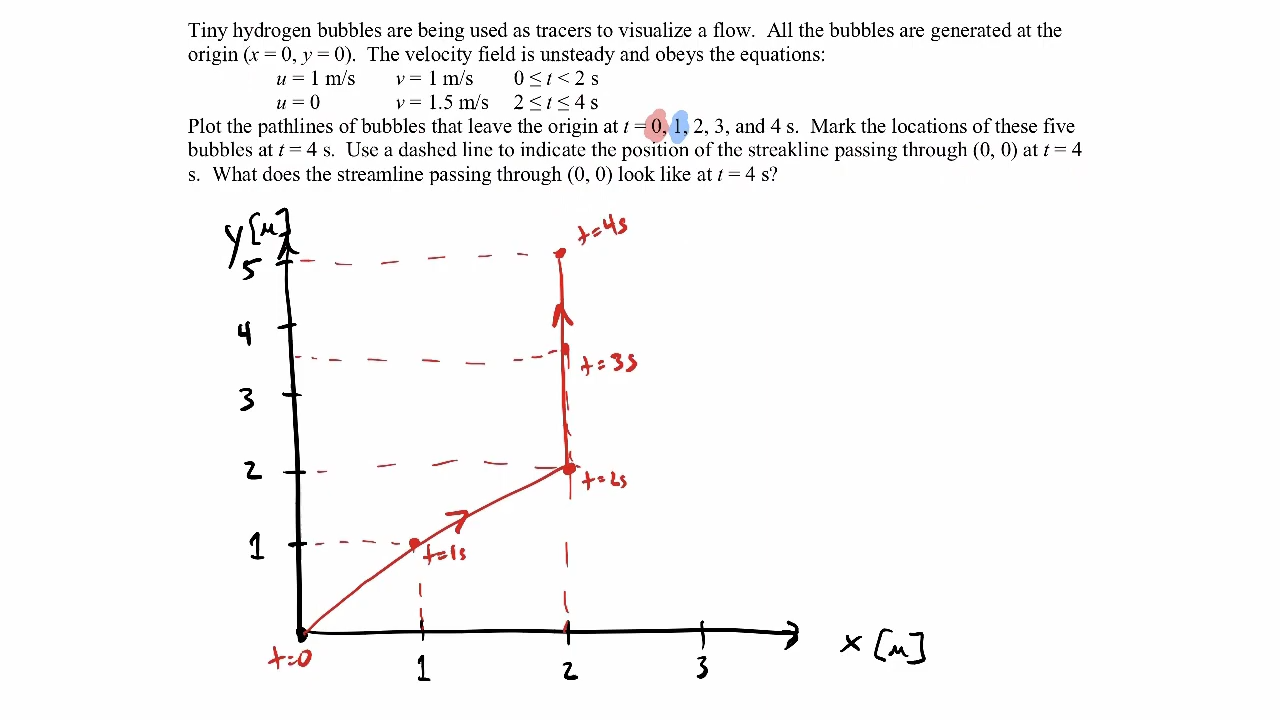 Tiny hydrogen bubbles are being used as tracers to visualize a flow. All the bubbles are generated at the
origin (x = 0, y = 0). The velocity field is unsteady and obeys the equations:
u = 1 m/s v = 1 m/s 0 ≤ t < 2 s
u = 0 v = 1.5 m/s 2 ≤ t ≤ 4 s
Plot the pathlines of bubbles that leave the origin at t = 0, 1, 2, 3, and 4 s. Mark the locations of these five
bubbles at t = 4 s. Use a dashed line to indicate the position of the streakline passing through (0, 0) at t = 4
s. What does the streamline passing through (0, 0) look like at t = 4 s?
y [m]
t=4s
5
4
t=3s
3
2
t=2s
1
t=1s
t=0
1
2
3
x [m]